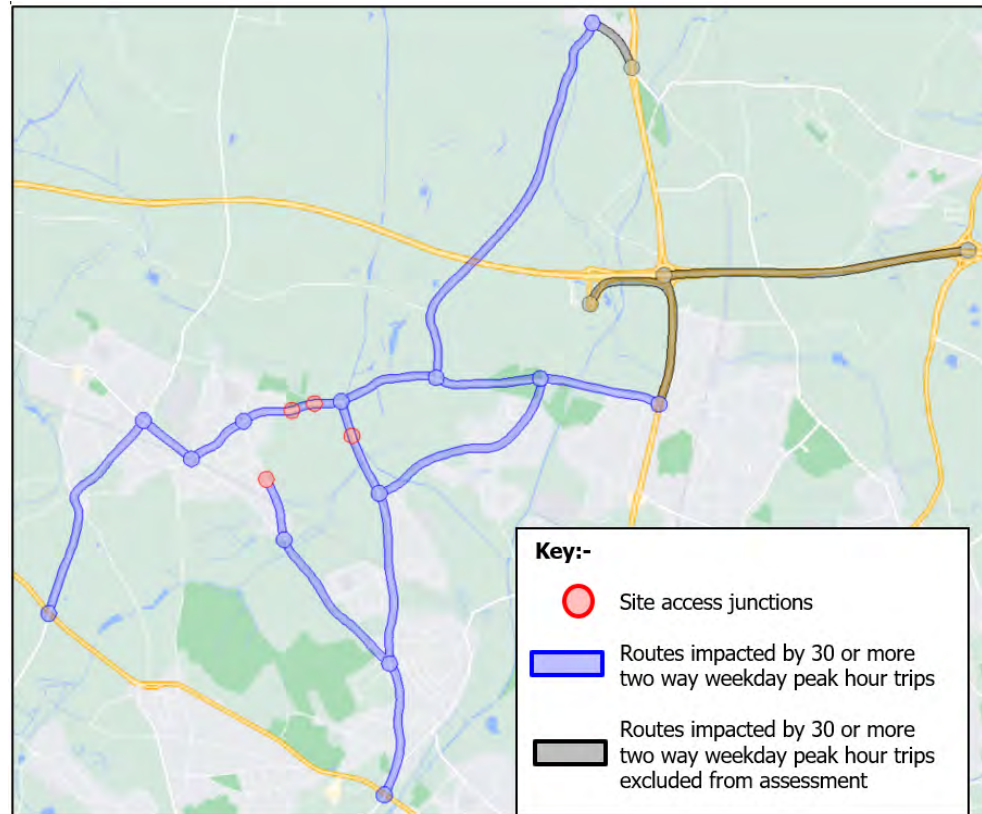 Key:-
Site access junctions
Routes impacted by 30 or more
two way weekday peak hour trips
Routes impacted by 30 or more
two way weekday peak hour trips
excluded from assessment